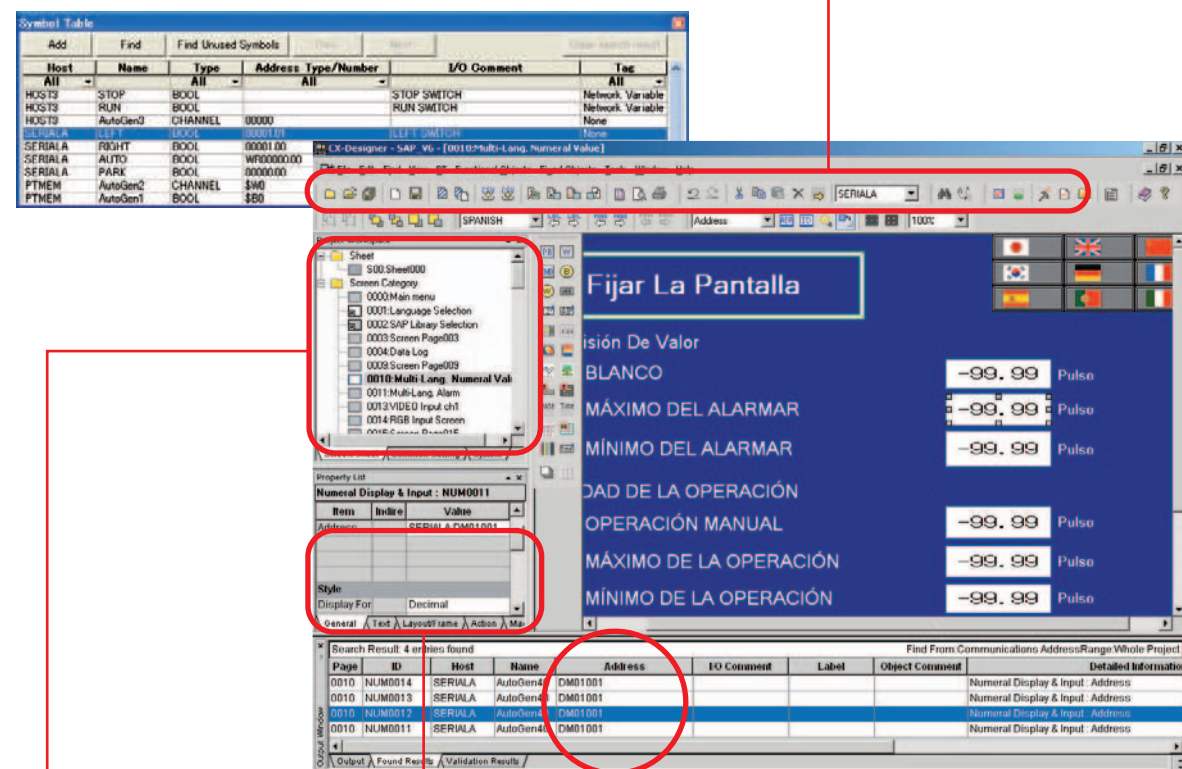 Symbol Table
Add Find Find Unused Symbols
Host Name Type Address Type/Number I/O Comment Tag
All All All All
HOST3 STOP BOOL STOP SWITCH Network Variable
HOST3 RUN BOOL RUN SWITCH Network Variable
HOST3 AutoGen3 CHANNEL 00000 None
SERIALA LEFT BOOL 00001.01 LEFT SWITCH None
SERIALA RIGHT BOOL 00001.00
SERIALA AUTO BOOL WR00000.00
SERIALA PARK BOOL 00000.00
PTMEM AutoGen2 CHANNEL $W0
PTMEM AutoGen1 BOOL $B0
CX-Designer - SAP_V6 - [0010:Multi-Lang. Numeral Value]
SERIALA
SPANISH Address 100%
Sheet
S00:Sheet000
Screen Category
0000:Main menu
0001:Language Selection
0002:SAP Library Selection
0003:Screen Page003
0004:Data Log
0009:Screen Page009
0010:Multi-Lang. Numeral Val
0011:Multi-Lang. Alarm
0013:VIDEO Input ch1
0014:RGB Input Screen
Fijar La Pantalla
isión De Valor
BLANCO -99.99 Pulso
MÁXIMO DEL ALARMAR -99.99 Pulso
MÍNIMO DEL ALARMAR -99.99 Pulso
DAD DE LA OPERACIÓN
OPERACIÓN MANUAL -99.99 Pulso
MÁXIMO DE LA OPERACIÓN -99.99 Pulso
MÍNIMO DE LA OPERACIÓN -99.99 Pulso
Property List
Numeral Display & Input : NUM0011
Item Indire Value
Address SERIALA:DM01001
Style
Display For Decimal
General Text Layout/Frame Action Ma
Search Result: 4 entries found Find From:Communications Address Range:Whole Project
Page ID Host Name Address I/O Comment Label Object Comment Detailed Informatio
0010 NUM0014 SERIALA AutoGen40 DM01001 Numeral Display & Input : Address
0010 NUM0013 SERIALA AutoGen40 DM01001 Numeral Display & Input : Address
0010 NUM0012 SERIALA AutoGen40 DM01001 Numeral Display & Input : Address
0010 NUM0011 SERIALA AutoGen40 DM01001 Numeral Display & Input : Address
Output Window
Output Found Results Validation Results